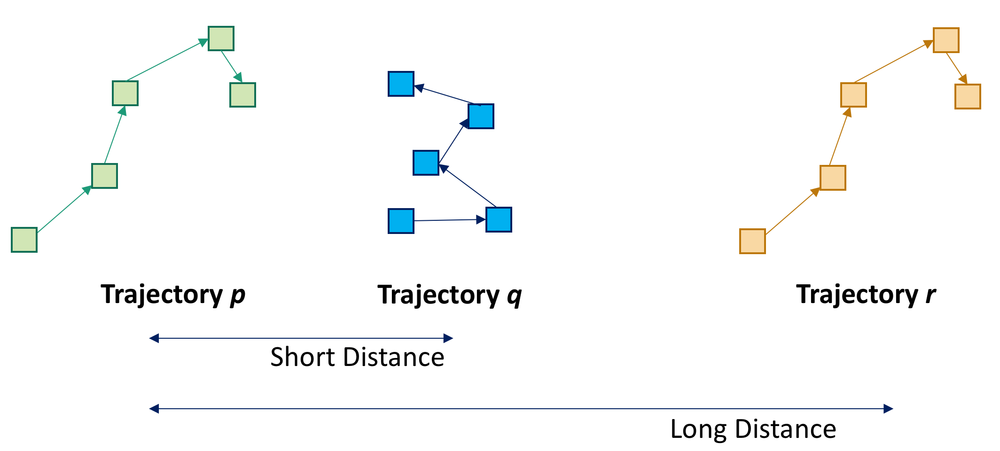 Trajectory p
Trajectory q
Trajectory r
Short Distance
Long Distance